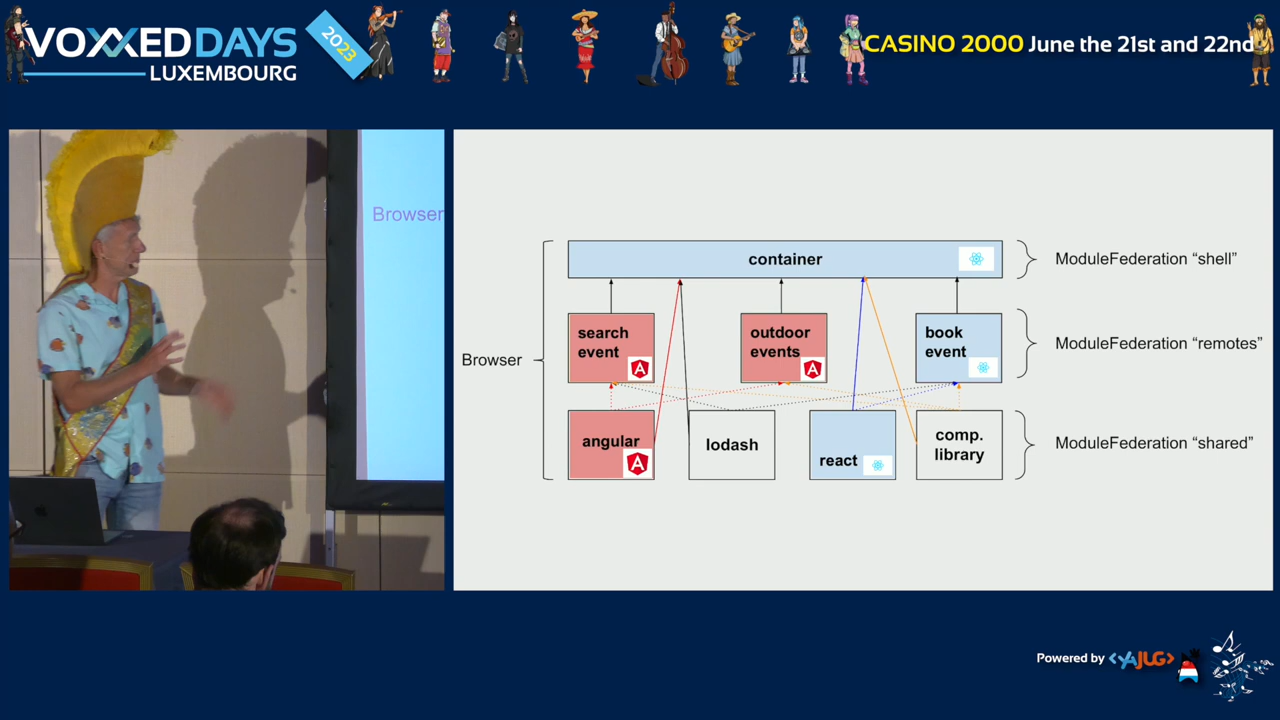 VOXXEDDAYS
LUXEMBOURG
2023
CASINO 2000 June the 21st and 22nd
Browser
container
ModuleFederation “shell”
search
event
outdoor
events
book
event
ModuleFederation “remotes”
Browser
angular
lodash
react
comp.
library
ModuleFederation “shared”
Powered by <YAJUG>